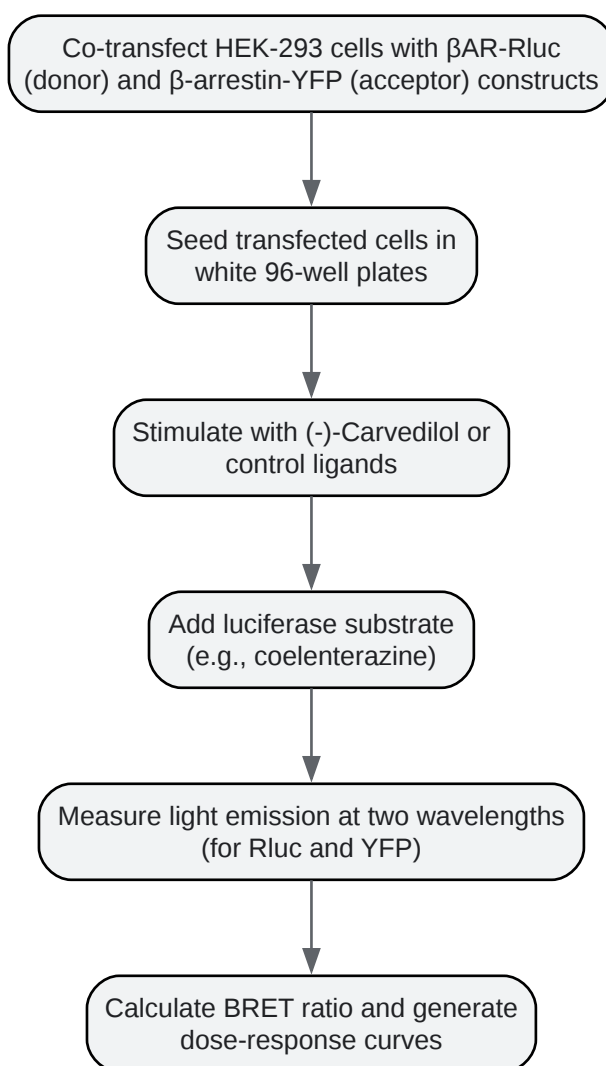 Co-transfect HEK-293 cells with βAR-Rluc
(donor) and β-arrestin-YFP (acceptor) constructs
Seed transfected cells in
white 96-well plates
Stimulate with (-)-Carvedilol or
control ligands
Add luciferase substrate
(e.g., coelenterazine)
Measure light emission at two wavelengths
(for Rluc and YFP)
Calculate BRET ratio and generate
dose-response curves